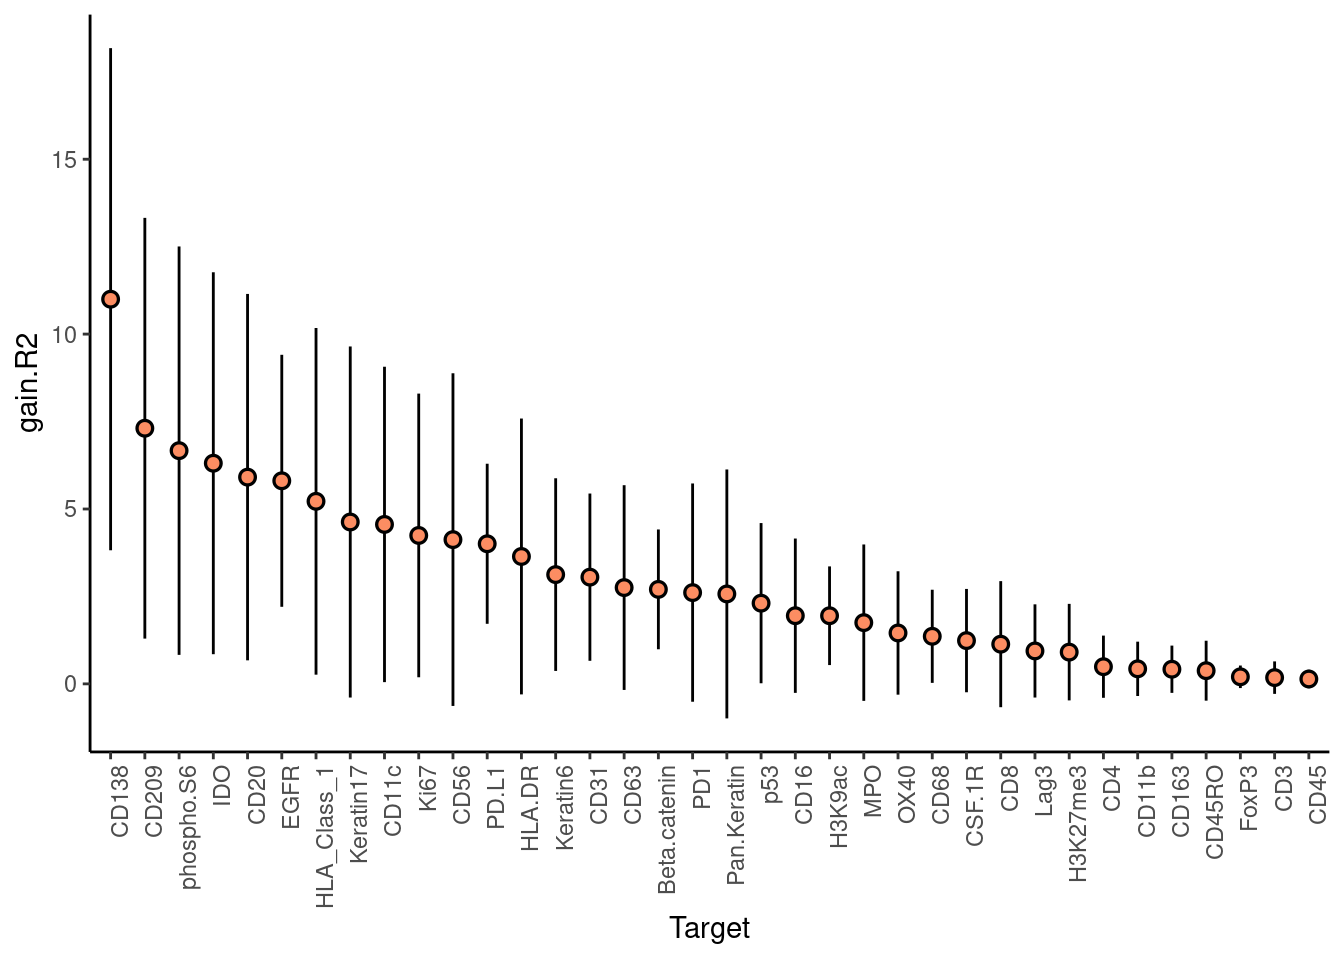 gain.R2
15
10
5
0
CD138
CD209
phospho.S6
IDO
CD20
EGFR
HLA_Class_1
Keratin17
CD11c
Ki67
CD56
PD.L1
HLA.DR
Keratin6
CD31
CD63
Beta.catenin
PD1
Pan.Keratin
p53
CD16
H3K9ac
MPO
OX40
CD68
CSF.1R
CD8
Lag3
H3K27me3
CD4
CD11b
CD163
CD45RO
FoxP3
CD3
CD45
Target